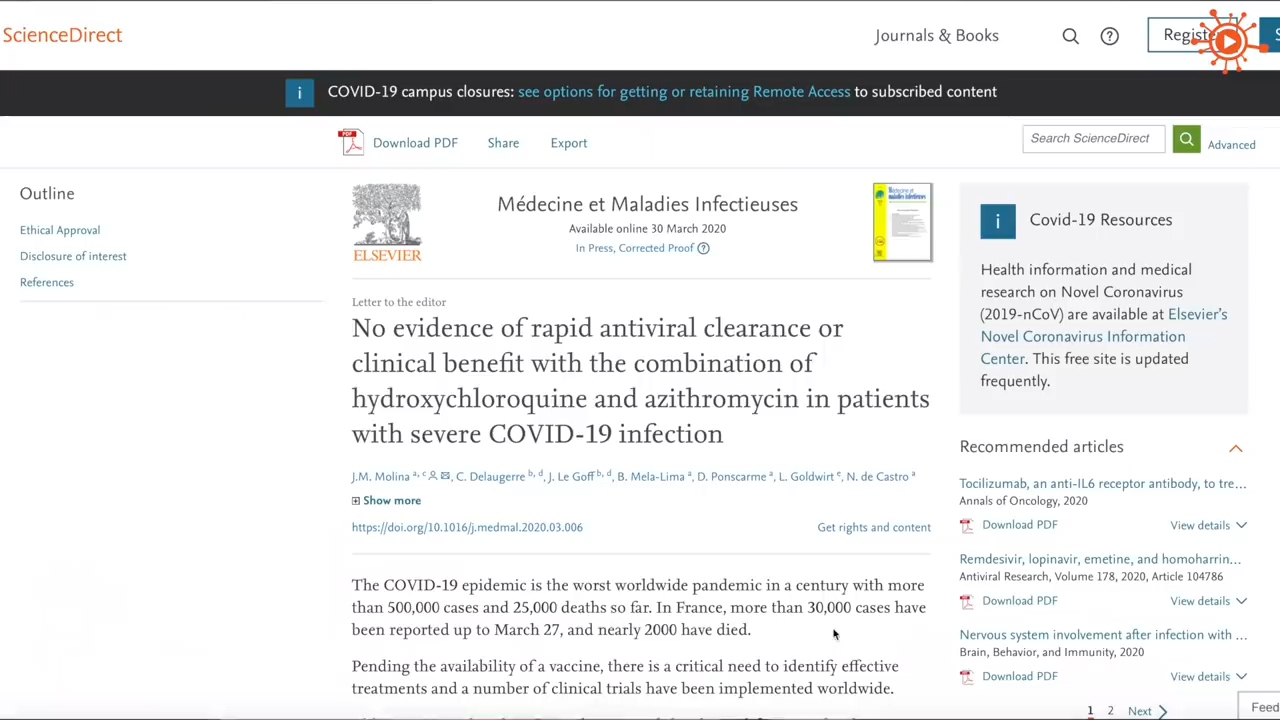 ScienceDirect
Journals & Books
COVID-19 campus closures: see options for getting or retaining Remote Access to subscribed content
Download PDF
Share
Export
Search ScienceDirect
Advanced
Outline
Ethical Approval
Disclosure of interest
References
ELSEVIER
Médecine et Maladies Infectieuses
Available online 30 March 2020
In Press, Corrected Proof
Letter to the editor
No evidence of rapid antiviral clearance or
clinical benefit with the combination of
hydroxychloroquine and azithromycin in patients
with severe COVID-19 infection
J.M. Molina a, c, C. Delaugerre b, d, J. Le Goff b, d, B. Mela-Lima a, D. Ponscarme a, L. Goldwirt e, N. de Castro a
Show more
https://doi.org/10.1016/j.medmal.2020.03.006
Get rights and content
The COVID-19 epidemic is the worst worldwide pandemic in a century with more
than 500,000 cases and 25,000 deaths so far. In France, more than 30,000 cases have
been reported up to March 27, and nearly 2000 have died.
Pending the availability of a vaccine, there is a critical need to identify effective
treatments and a number of clinical trials have been implemented worldwide.
Covid-19 Resources
Health information and medical
research on Novel Coronavirus
(2019-nCoV) are available at Elsevier's
Novel Coronavirus Information
Center. This free site is updated
frequently.
Recommended articles
Tocilizumab, an anti-IL6 receptor antibody, to tre...
Annals of Oncology, 2020
Download PDF
View details
Remdesivir, lopinavir, emetine, and homoharrin...
Antiviral Research, Volume 178, 2020, Article 104786
Download PDF
View details
Nervous system involvement after infection with ...
Brain, Behavior, and Immunity, 2020
Download PDF
View details
1 2 Next
Feed